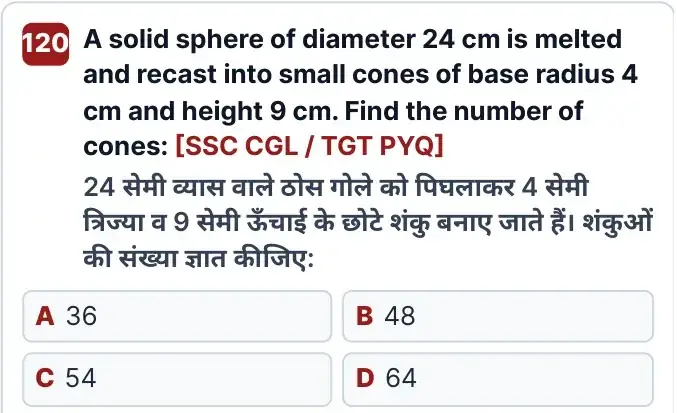 120 A solid sphere of diameter 24 cm is melted
and recast into small cones of base radius 4
cm and height 9 cm. Find the number of
cones: [SSC CGL / TGT PYQ]
24 सेमी व्यास वाले ठोस गोले को पिघलाकर 4 सेमी
त्रिज्या व 9 सेमी ऊँचाई के छोटे शंकु बनाए जाते हैं। शंकुओं
की संख्या ज्ञात कीजिए:
A 36
B 48
C 54
D 64